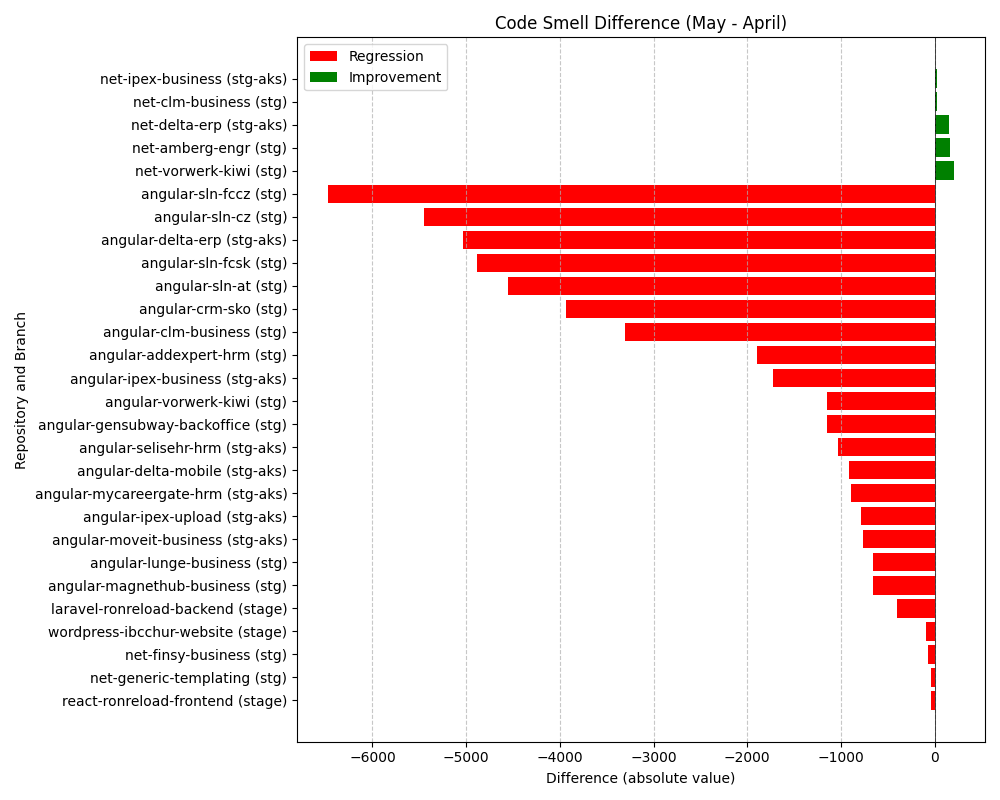 Code Smell Difference (May - April)
Regression
Improvement
net-ipex-business (stg-aks)
net-clm-business (stg)
net-delta-erp (stg-aks)
net-amberg-engr (stg)
net-vorwerk-kiwi (stg)
angular-sln-fccz (stg)
angular-sln-cz (stg)
angular-delta-erp (stg-aks)
angular-sln-fcsk (stg)
angular-sln-at (stg)
angular-crm-sko (stg)
angular-clm-business (stg)
angular-addexpert-hrm (stg)
angular-ipex-business (stg-aks)
angular-vorwerk-kiwi (stg)
angular-gensubway-backoffice (stg)
angular-selisehr-hrm (stg-aks)
angular-delta-mobile (stg-aks)
angular-mycareergate-hrm (stg-aks)
angular-ipex-upload (stg-aks)
angular-moveit-business (stg-aks)
angular-lunge-business (stg)
angular-magnethub-business (stg)
laravel-ronreload-backend (stage)
wordpress-ibcchur-website (stage)
net-finsy-business (stg)
net-generic-templating (stg)
react-ronreload-frontend (stage)
Repository and Branch
−6000 −5000 −4000 −3000 −2000 −1000 0
Difference (absolute value)